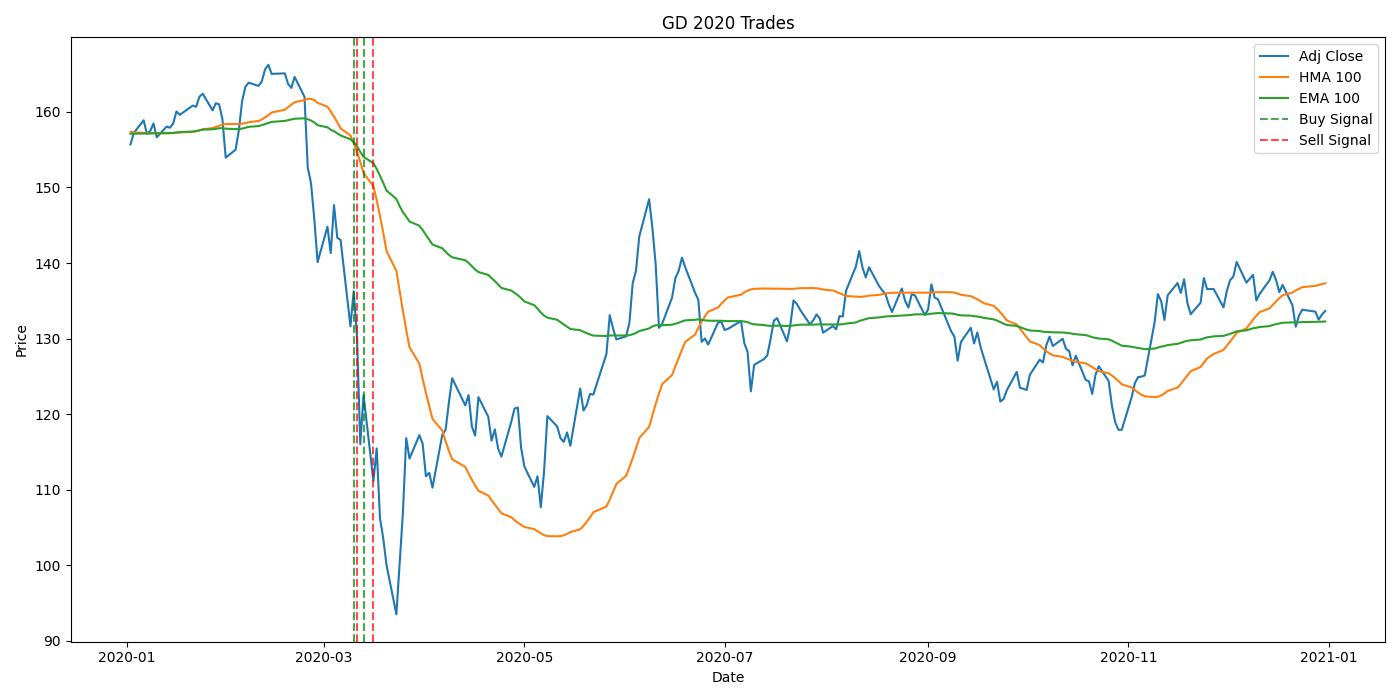 GD 2020 Trades
Adj Close
HMA 100
EMA 100
Buy Signal
Sell Signal
Price
160
150
140
130
120
110
100
90
2020-01
2020-03
2020-05
2020-07
2020-09
2020-11
2021-01
Date